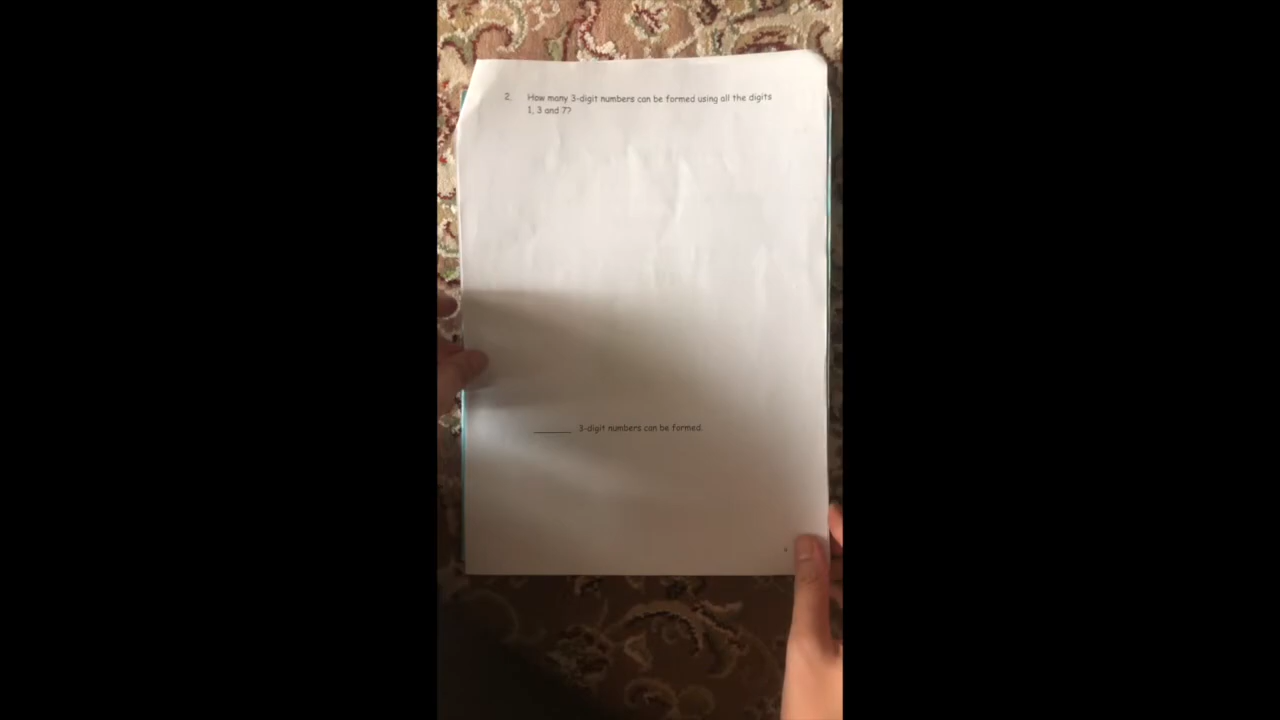 2. How many 3-digit numbers can be formed using all the digits
1, 3 and 7?
______ 3-digit numbers can be formed.